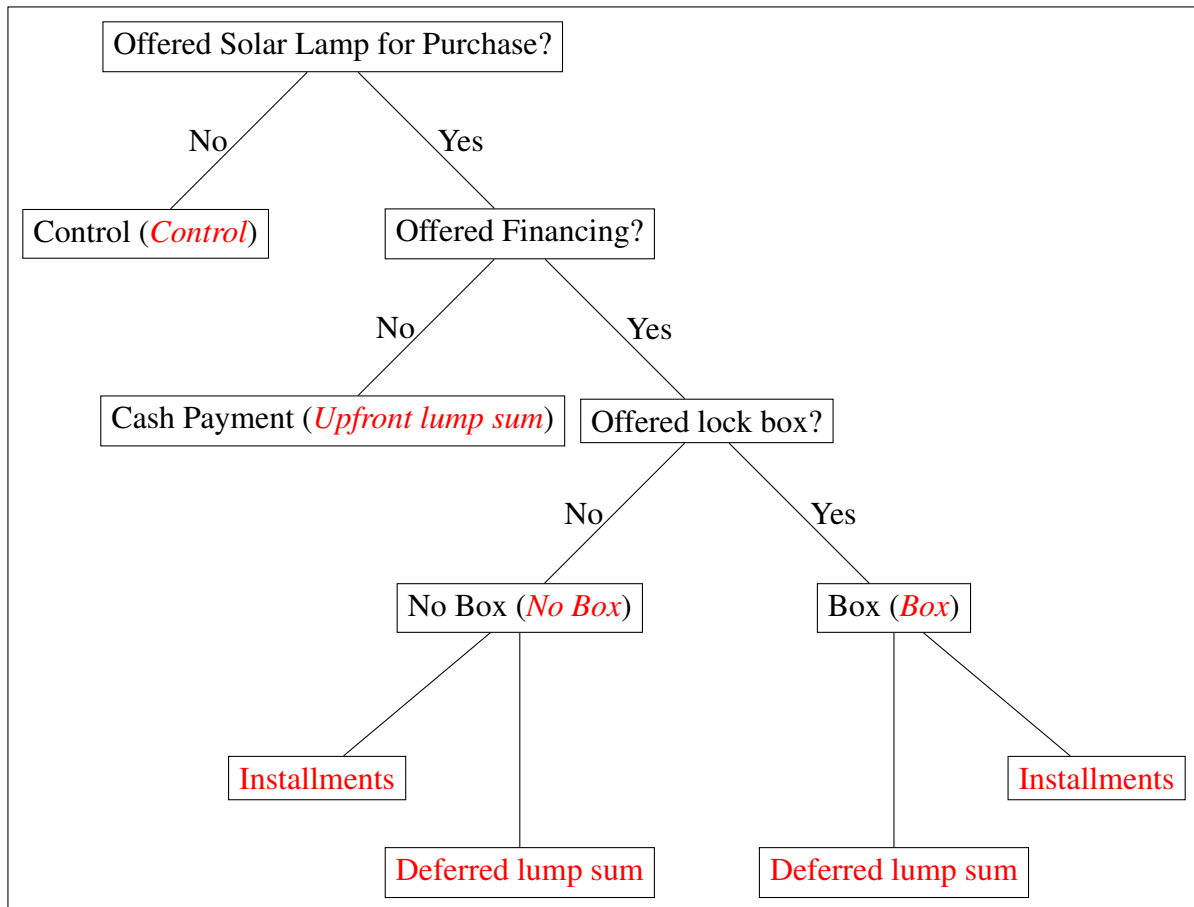 Offered Solar Lamp for Purchase?
No
Yes
Control (Control)
Offered Financing?
No
Yes
Cash Payment (Upfront lump sum)
Offered lock box?
No
Yes
No Box (No Box)
Box (Box)
Installments
Installments
Deferred lump sum
Deferred lump sum